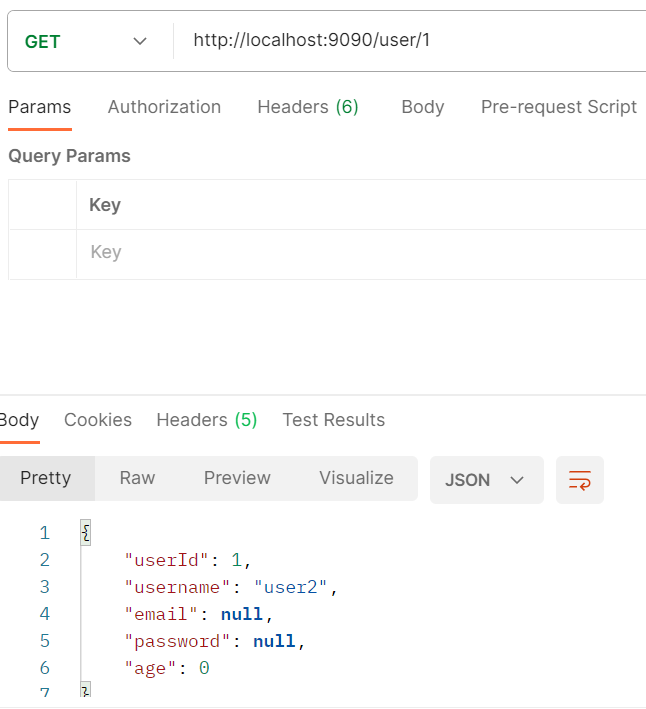 GET http://localhost:9090/user/1
Params Authorization Headers (6) Body Pre-request Script
Query Params
Key
Key
Body Cookies Headers (5) Test Results
Pretty Raw Preview Visualize JSON
1 {
2 "userId": 1,
3 "username": "user2",
4 "email": null,
5 "password": null,
6 "age": 0
7 }